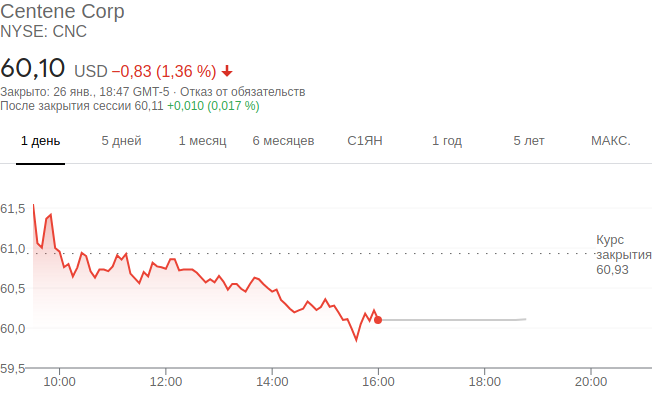 Centene Corp
NYSE: CNC
60,10 USD −0,83 (1,36 %)
Закрыто: 26 янв., 18:47 GMT-5 · Отказ от обязательств
После закрытия сессии 60,11 +0,010 (0,017 %)
1 день 5 дней 1 месяц 6 месяцев С1ЯН 1 год 5 лет МАКС.
61,5
61,0
60,5
60,0
59,5
Курс
закрытия
60,93
10:00 12:00 14:00 16:00 18:00 20:00